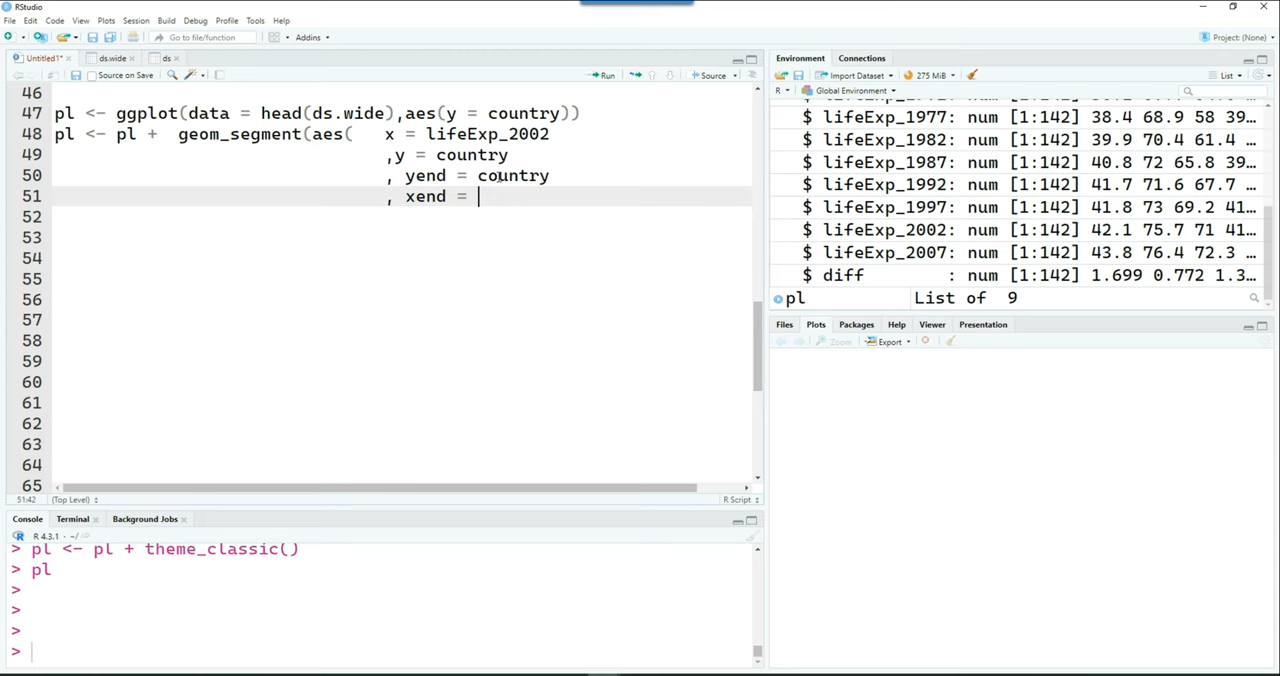 RStudio
File Edit Code View Plots Session Build Debug Profile Tools Help
Go to file/function Addins Project: (None)
Untitled1* ds.wide ds
Source on Save Run Source
46
47 pl <- ggplot(data = head(ds.wide),aes(y = country))
48 pl <- pl + geom_segment(aes( x = lifeExp_2002
49 ,y = country
50 , yend = country
51 , xend =
52
53
54
55
56
57
58
59
60
61
62
63
64
65
51:42 (Top Level) R Script
Console Terminal Background Jobs
R 4.3.1 · ~/
> pl <- pl + theme_classic()
> pl
>
>
>
>
Environment Connections
Import Dataset 275 MiB List
R Global Environment
$ lifeExp_1977: num [1:142] 38.4 68.9 58 39…
$ lifeExp_1982: num [1:142] 39.9 70.4 61.4 …
$ lifeExp_1987: num [1:142] 40.8 72 65.8 39…
$ lifeExp_1992: num [1:142] 41.7 71.6 67.7 …
$ lifeExp_1997: num [1:142] 41.8 73 69.2 41…
$ lifeExp_2002: num [1:142] 42.1 75.7 71 41…
$ lifeExp_2007: num [1:142] 43.8 76.4 72.3 …
$ diff : num [1:142] 1.699 0.772 1.3…
pl List of 9
Files Plots Packages Help Viewer Presentation
Zoom Export